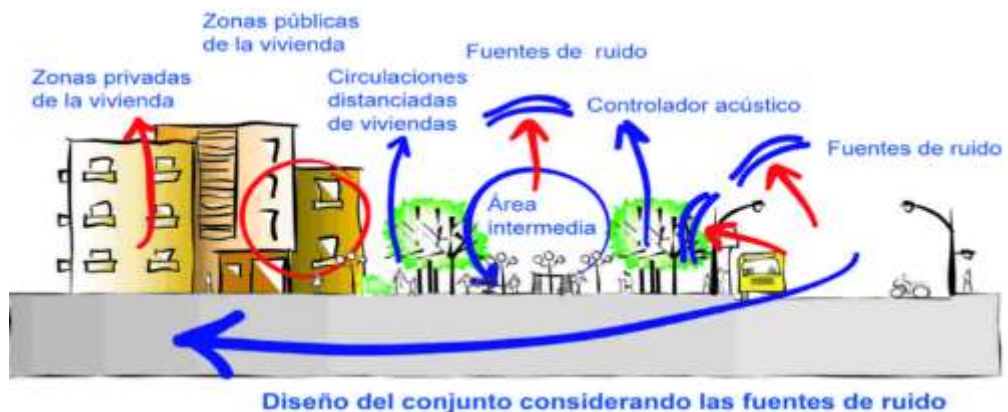 Zonas públicas
de la vivienda
Fuentes de ruido
Zonas privadas
de la vivienda
Circulaciones
distanciadas
de viviendas
Controlador acústico
Fuentes de ruido
Área
intermedia
Diseño del conjunto considerando las fuentes de ruido